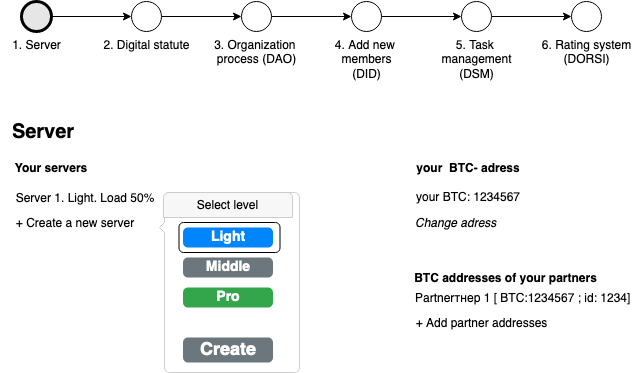 1. Server
2. Digital statute
3. Organization
process (DAO)
4. Add new
members
(DID)
5. Task
management
(DSM)
6. Rating system
(DORSI)
Server
Your servers
Server 1. Light. Load 50%
+ Create a new server
Select level
Light
Middle
Pro
Create
your BTC- adress
your BTC: 1234567
Change adress
BTC addresses of your partners
Partnerтнер 1 [ BTC:1234567 ; id: 1234]
+ Add partner addresses